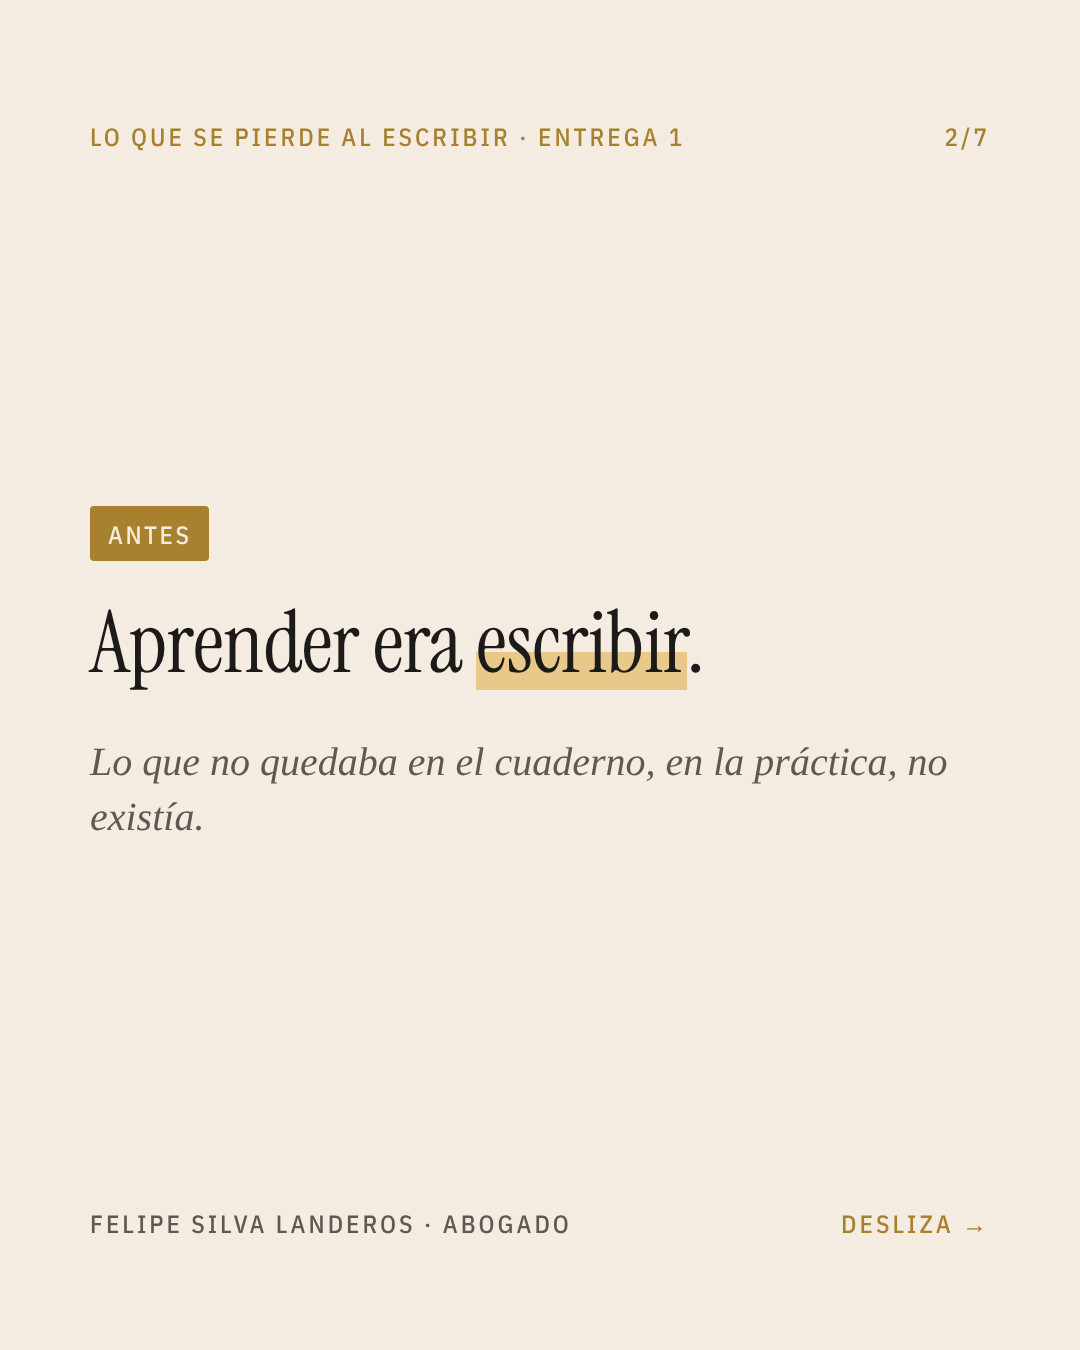 LO QUE SE PIERDE AL ESCRIBIR · ENTREGA 1
2/7
ANTES
Aprender era escribir.
Lo que no quedaba en el cuaderno, en la práctica, no
existía.
FELIPE SILVA LANDEROS · ABOGADO
DESLIZA →